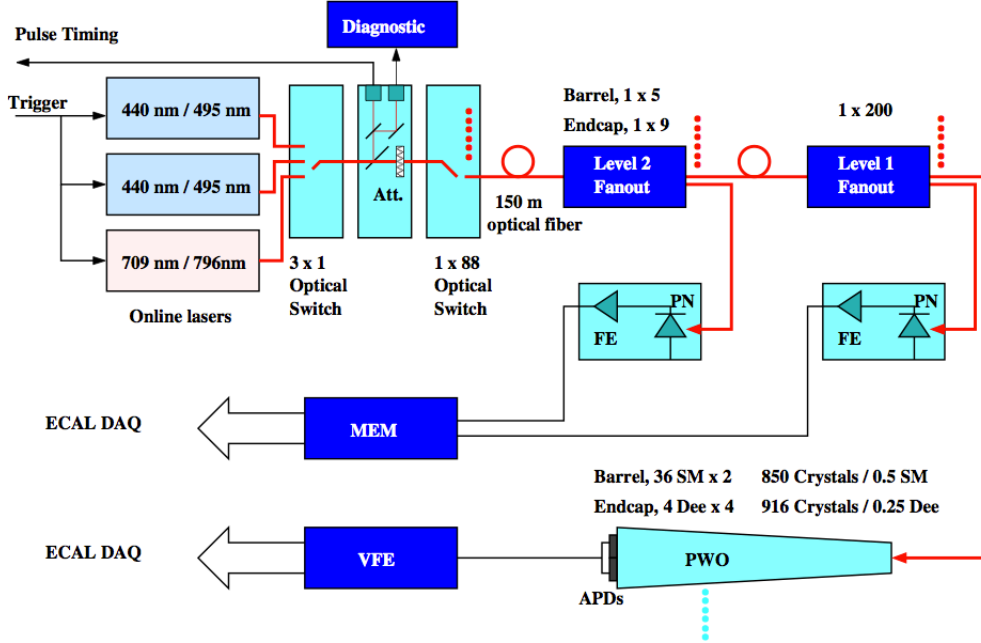 Diagnostic
Pulse Timing
Trigger
440 nm / 495 nm
440 nm / 495 nm
709 nm / 796nm
Online lasers
3 x 1
Optical
Switch
Att.
1 x 88
Optical
Switch
150 m
optical fiber
Barrel, 1 x 5
Endcap, 1 x 9
Level 2
Fanout
1 x 200
Level 1
Fanout
PN
FE
PN
FE
ECAL DAQ
MEM
Barrel, 36 SM x 2
850 Crystals / 0.5 SM
Endcap, 4 Dee x 4
916 Crystals / 0.25 Dee
ECAL DAQ
VFE
APDs
PWO